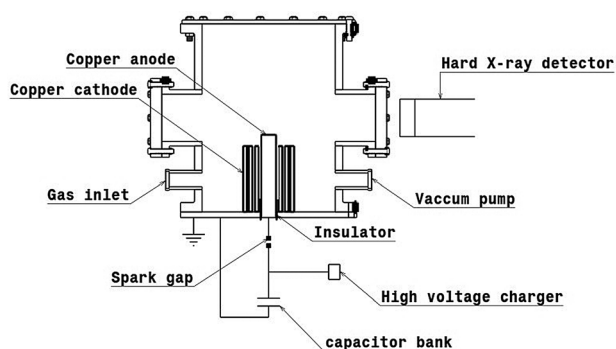 Copper anode
Hard X-ray detector
Copper cathode
Gas inlet
Vaccum pump
Insulator
Spark gap
High voltage charger
capacitor bank